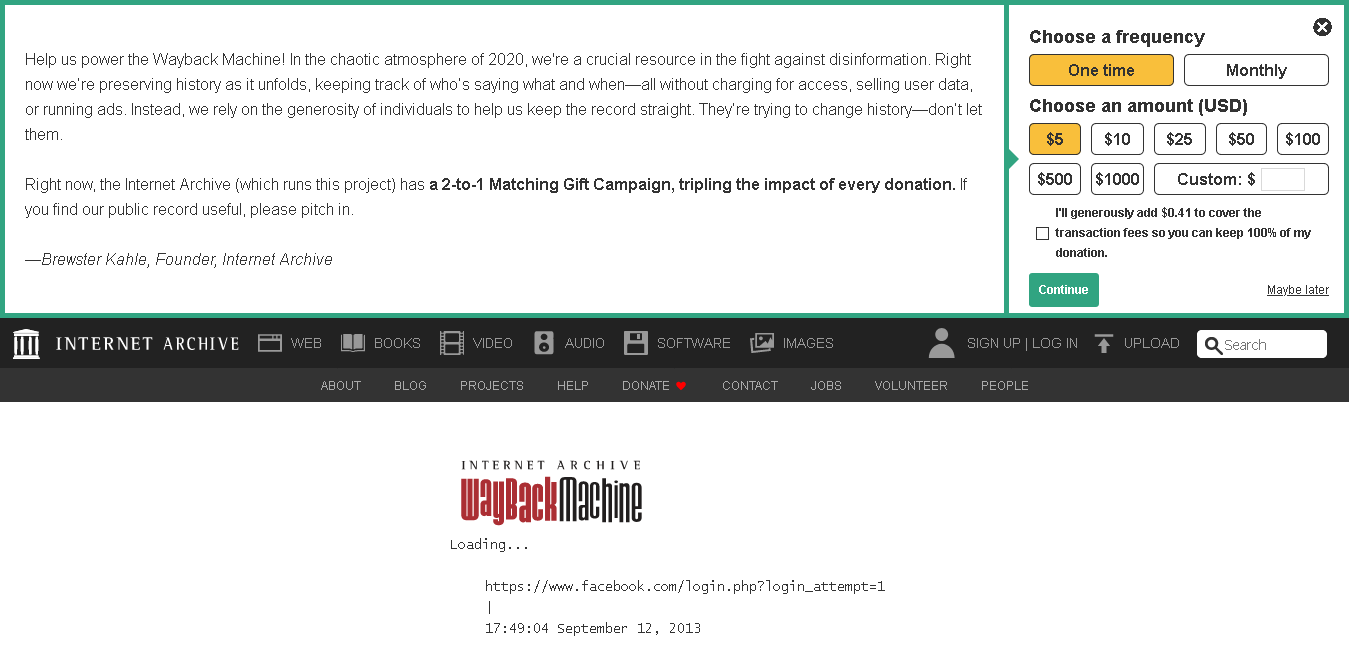 Help us power the Wayback Machine! In the chaotic atmosphere of 2020, we're a crucial resource in the fight against disinformation. Right
now we're preserving history as it unfolds, keeping track of who's saying what and when—all without charging for access, selling user data,
or running ads. Instead, we rely on the generosity of individuals to help us keep the record straight. They're trying to change history—don't let
them.
Right now, the Internet Archive (which runs this project) has a 2-to-1 Matching Gift Campaign, tripling the impact of every donation. If
you find our public record useful, please pitch in.
—Brewster Kahle, Founder, Internet Archive
Choose a frequency
One time Monthly
Choose an amount (USD)
$5 $10 $25 $50 $100
$500 $1000 Custom: $
I'll generously add $0.41 to cover the
transaction fees so you can keep 100% of my
donation.
Continue Maybe later
INTERNET ARCHIVE WEB BOOKS VIDEO AUDIO SOFTWARE IMAGES SIGN UP | LOG IN UPLOAD Search
ABOUT BLOG PROJECTS HELP DONATE ♥ CONTACT JOBS VOLUNTEER PEOPLE
INTERNET ARCHIVE
WayBackMachine
Loading...
https://www.facebook.com/login.php?login_attempt=1
|
17:49:04 September 12, 2013